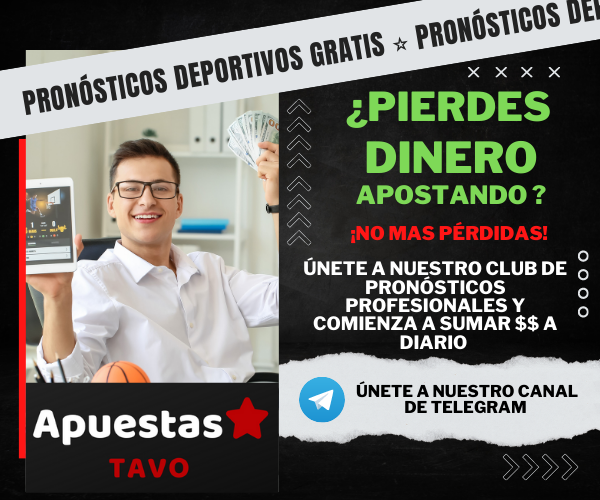 PRONÓSTICOS DEPORTIVOS GRATIS ☆ PRONÓSTICOS
¿PIERDES
DINERO
APOSTANDO ?
¡NO MAS PÉRDIDAS!
ÚNETE A NUESTRO CLUB DE
PRONÓSTICOS
PROFESIONALES Y
COMIENZA A SUMAR $$ A
DIARIO
ÚNETE A NUESTRO CANAL
DE TELEGRAM
Apuestas
TAVO